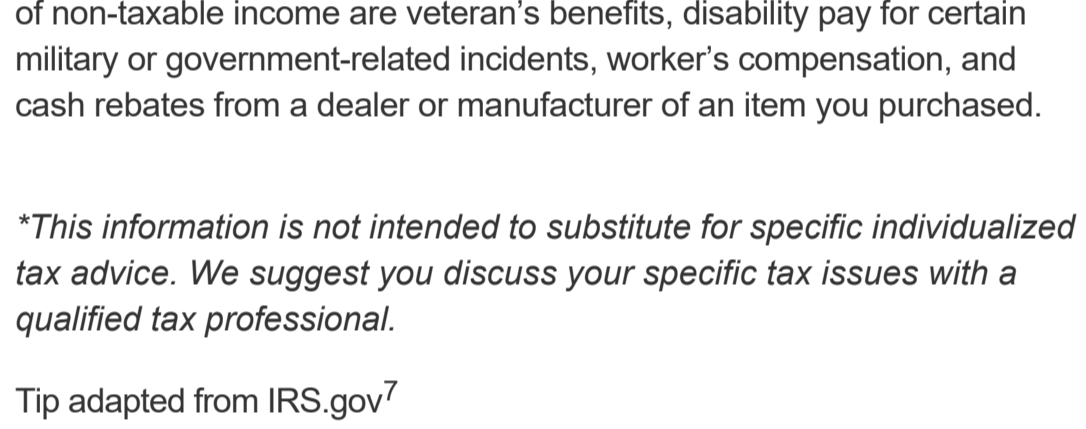 of non-taxable income are veteran’s benefits, disability pay for certain
military or government-related incidents, worker’s compensation, and
cash rebates from a dealer or manufacturer of an item you purchased.
*This information is not intended to substitute for specific individualized
tax advice. We suggest you discuss your specific tax issues with a
qualified tax professional.
Tip adapted from IRS.gov7